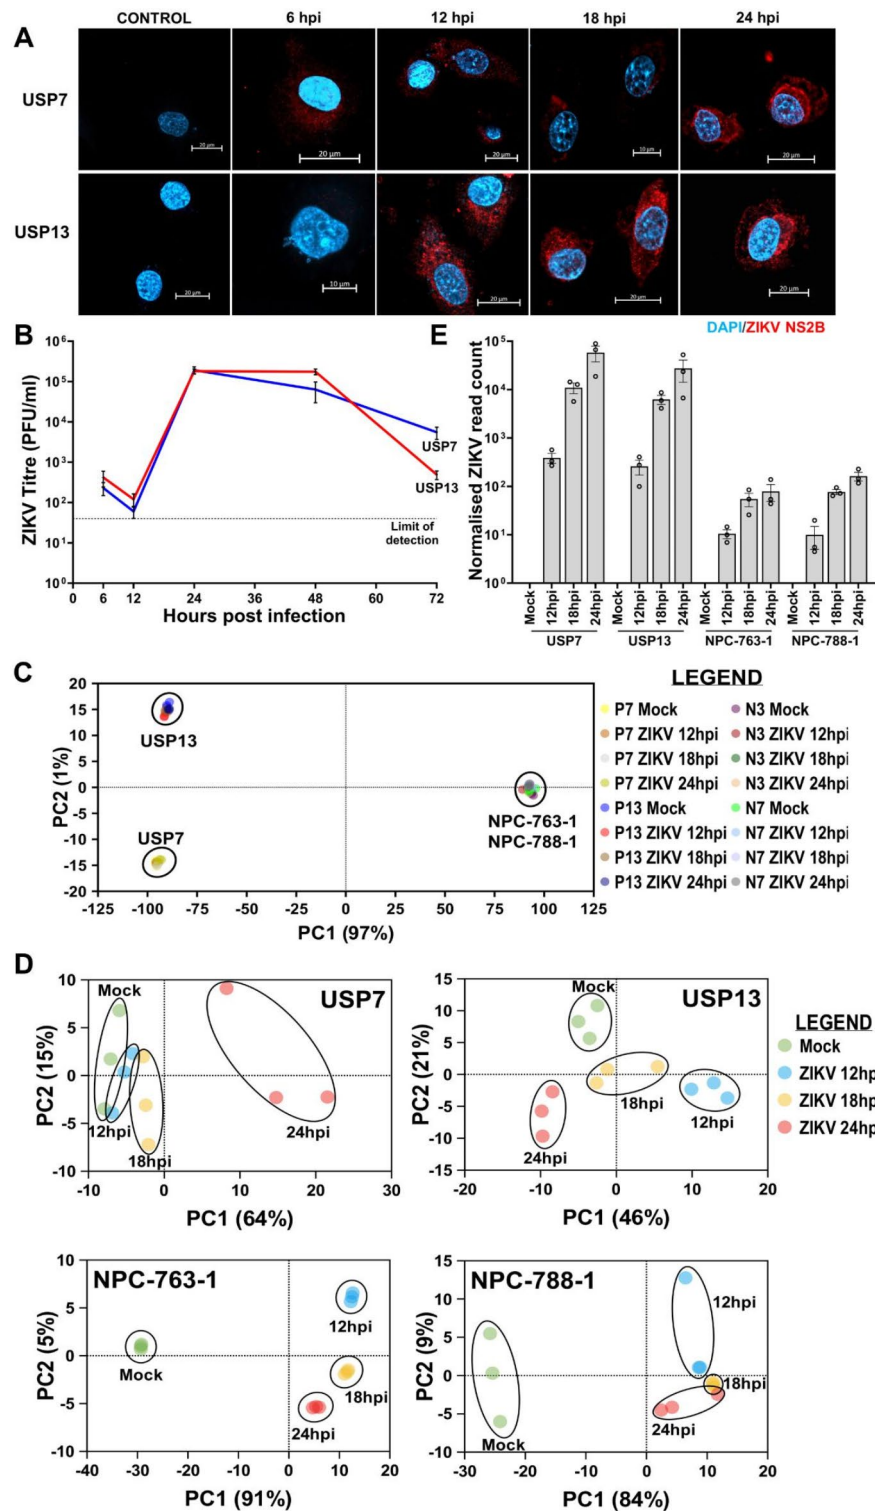 CONTROL 6 hpi 12 hpi 18 hpi 24 hpi
A
USP7
20 µm 20 µm 20 µm 10 µm 20 µm
USP13
20 µm 10 µm 20 µm 20 µm 20 µm
DAPI/ZIKV NS2B
B
ZIKV Titre (PFU/ml)
10⁶
10⁵
10⁴
10³
10²
10¹
10⁰
USP7
USP13
Limit of
detection
0 6 12 24 36 48 60 72
Hours post infection
E
Normalised ZIKV read count
10⁵
10⁴
10³
10²
10¹
10⁰
Mock 12hpi 18hpi 24hpi Mock 12hpi 18hpi 24hpi Mock 12hpi 18hpi 24hpi Mock 12hpi 18hpi 24hpi
USP7 USP13 NPC-763-1 NPC-788-1
C
PC2 (1%)
20
15
10
5
0
-5
-10
-15
-20
USP13
USP7
NPC-763-1
NPC-788-1
-125 -100 -75 -50 -25 0 25 50 75 100 125
PC1 (97%)
LEGEND
P7 Mock N3 Mock
P7 ZIKV 12hpi N3 ZIKV 12hpi
P7 ZIKV 18hpi N3 ZIKV 18hpi
P7 ZIKV 24hpi N3 ZIKV 24hpi
P13 Mock N7 Mock
P13 ZIKV 12hpi N7 ZIKV 12hpi
P13 ZIKV 18hpi N7 ZIKV 18hpi
P13 ZIKV 24hpi N7 ZIKV 24hpi
D
USP7
PC2 (15%)
10
5
0
-5
-10
Mock
12hpi
18hpi
24hpi
-10 0 10 20 30
PC1 (64%)
USP13
PC2 (21%)
15
10
5
0
-5
-10
-15
Mock
18hpi
12hpi
24hpi
-20 -10 0 10 20
PC1 (46%)
LEGEND
Mock
ZIKV 12hp
ZIKV 18hp
ZIKV 24hp
NPC-763-1
PC2 (5%)
10
5
0
-5
-10
Mock
12hpi
18hpi
24hpi
-40 -30 -20 -10 0 10 20
PC1 (91%)
NPC-788-1
PC2 (9%)
15
10
5
0
-5
-10
12hpi
18hpi
24hpi
Mock
-30 -20 -10 0 10 20
PC1 (84%)